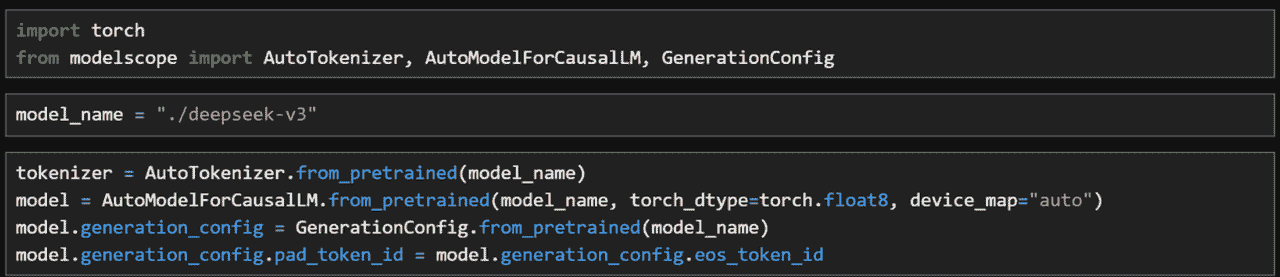 import torch
from modelscope import AutoTokenizer, AutoModelForCausalLM, GenerationConfig
model_name = "./deepseek-v3"
tokenizer = AutoTokenizer.from_pretrained(model_name)
model = AutoModelForCausalLM.from_pretrained(model_name, torch_dtype=torch.float8, device_map="auto")
model.generation_config = GenerationConfig.from_pretrained(model_name)
model.generation_config.pad_token_id = model.generation_config.eos_token_id